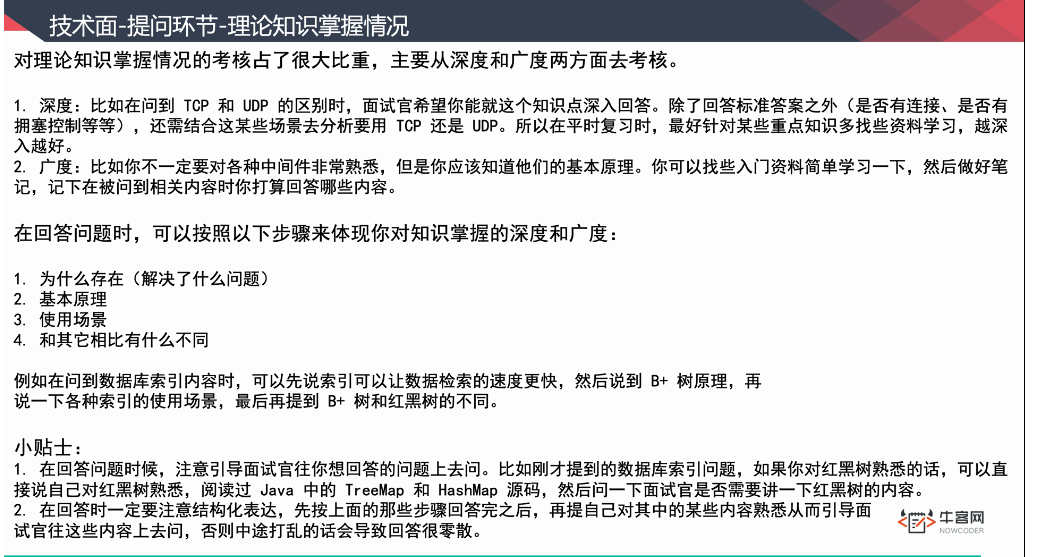 技术面-提问环节-理论知识掌握情况
对理论知识掌握情况的考核占了很大比重，主要从深度和广度两方面去考核。
1. 深度：比如在问到 TCP 和 UDP 的区别时，面试官希望你能就这个知识点深入回答。除了回答标准答案之外（是否有连接、是否有
拥塞控制等等），还需结合这某些场景去分析要用 TCP 还是 UDP。所以在平时复习时，最好针对某些重点知识多找些资料学习，越深
入越好。
2. 广度：比如你不一定要对各种中间件非常熟悉，但是你应该知道他们的基本原理。你可以找些入门资料简单学习一下，然后做好笔
记，记下在被问到相关内容时你打算回答哪些内容。
在回答问题时，可以按照以下步骤来体现你对知识掌握的深度和广度：
1. 为什么存在（解决了什么问题）
2. 基本原理
3. 使用场景
4. 和其它相比有什么不同
例如在问到数据库索引内容时，可以先说索引可以让数据检索的速度更快，然后说到 B+ 树原理，再
说一下各种索引的使用场景，最后再提到 B+ 树和红黑树的不同。
小贴士：
1. 在回答问题时候，注意引导面试官往你想回答的问题上去问。比如刚才提到的数据库索引问题，如果你对红黑树熟悉的话，可以直
接说自己对红黑树熟悉，阅读过 Java 中的 TreeMap 和 HashMap 源码，然后问一下面试官是否需要讲一下红黑树的内容。
2. 在回答时一定要注意结构化表达，先按上面的那些步骤回答完之后，再提自己对其中的某些内容熟悉从而引导面
试官往这些内容上去问，否则中途打乱的话会导致回答很零散。
牛客网
NOWCODER